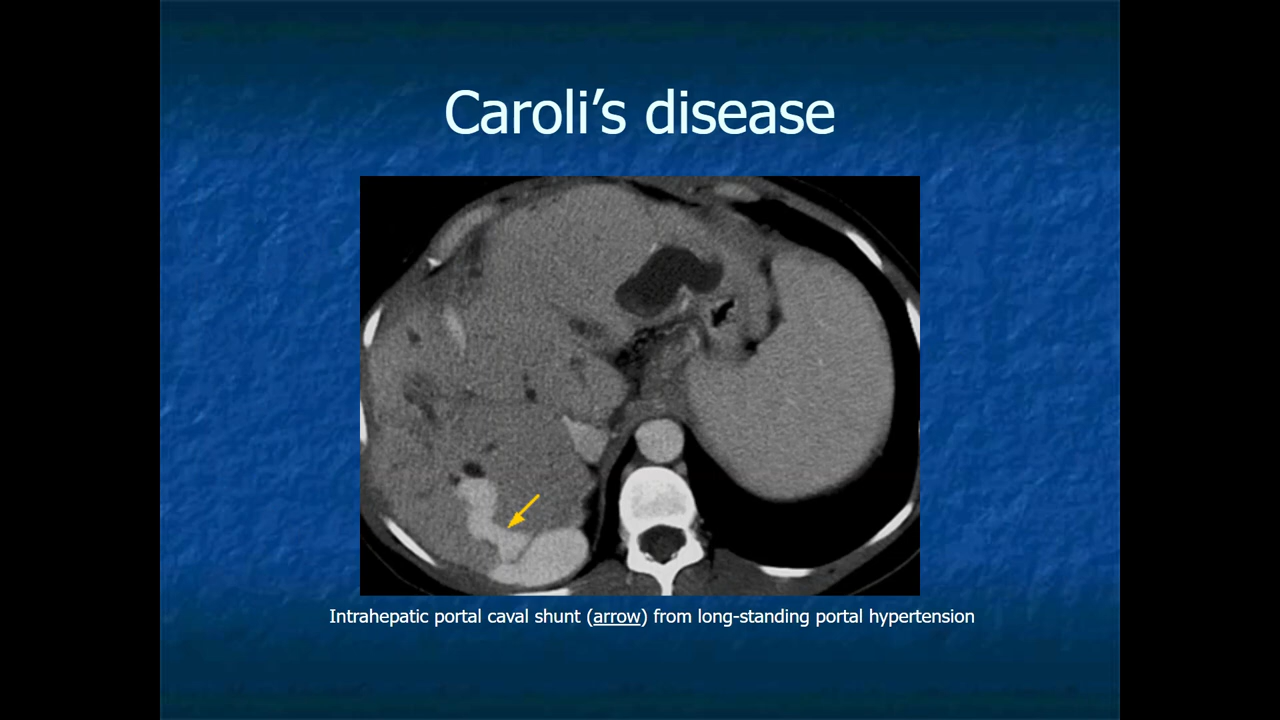 Caroli’s disease
Intrahepatic portal caval shunt (arrow) from long-standing portal hypertension